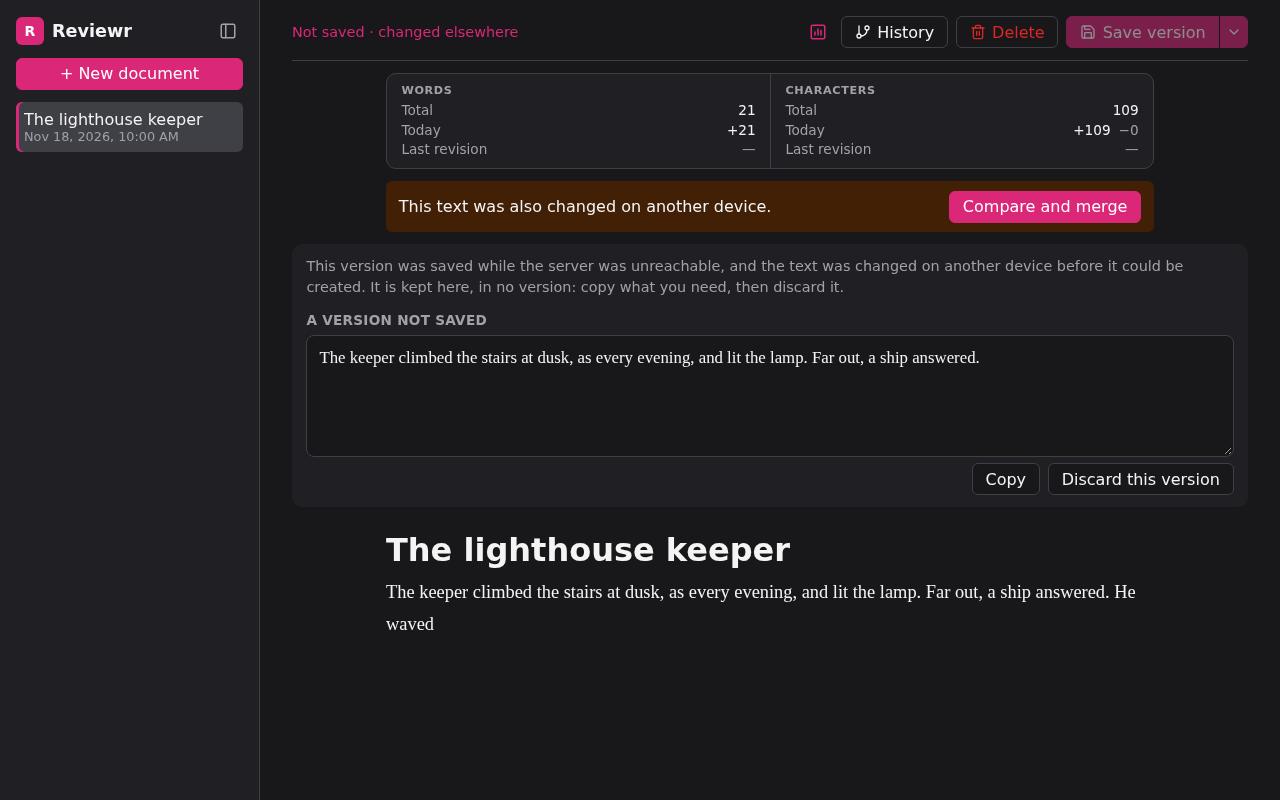 R Reviewr
+ New document
The lighthouse keeper
Nov 18, 2026, 10:00 AM
Not saved · changed elsewhere
History
Delete
Save version
WORDS
Total 21
Today +21
Last revision —
CHARACTERS
Total 109
Today +109 −0
Last revision —
This text was also changed on another device.
Compare and merge
This version was saved while the server was unreachable, and the text was changed on another device before it could be
created. It is kept here, in no version: copy what you need, then discard it.
A VERSION NOT SAVED
The keeper climbed the stairs at dusk, as every evening, and lit the lamp. Far out, a ship answered.
Copy
Discard this version
The lighthouse keeper
The keeper climbed the stairs at dusk, as every evening, and lit the lamp. Far out, a ship answered. He
waved